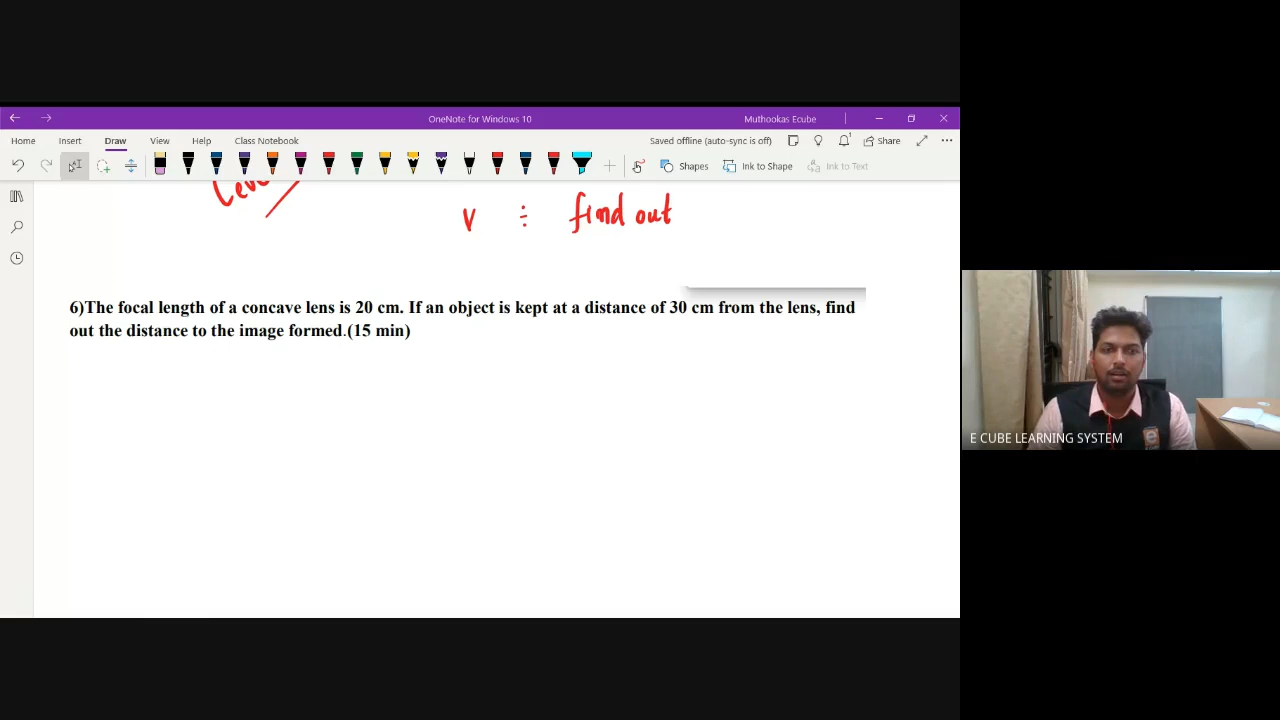 OneNote for Windows 10
Muthookas Ecube
Home Insert Draw View Help Class Notebook
Saved offline (auto-sync is off)
Share
Shapes
Ink to Shape
Ink to Text
v ÷ find out
6)The focal length of a concave lens is 20 cm. If an object is kept at a distance of 30 cm from the lens, find
out the distance to the image formed.(15 min)
E CUBE LEARNING SYSTEM